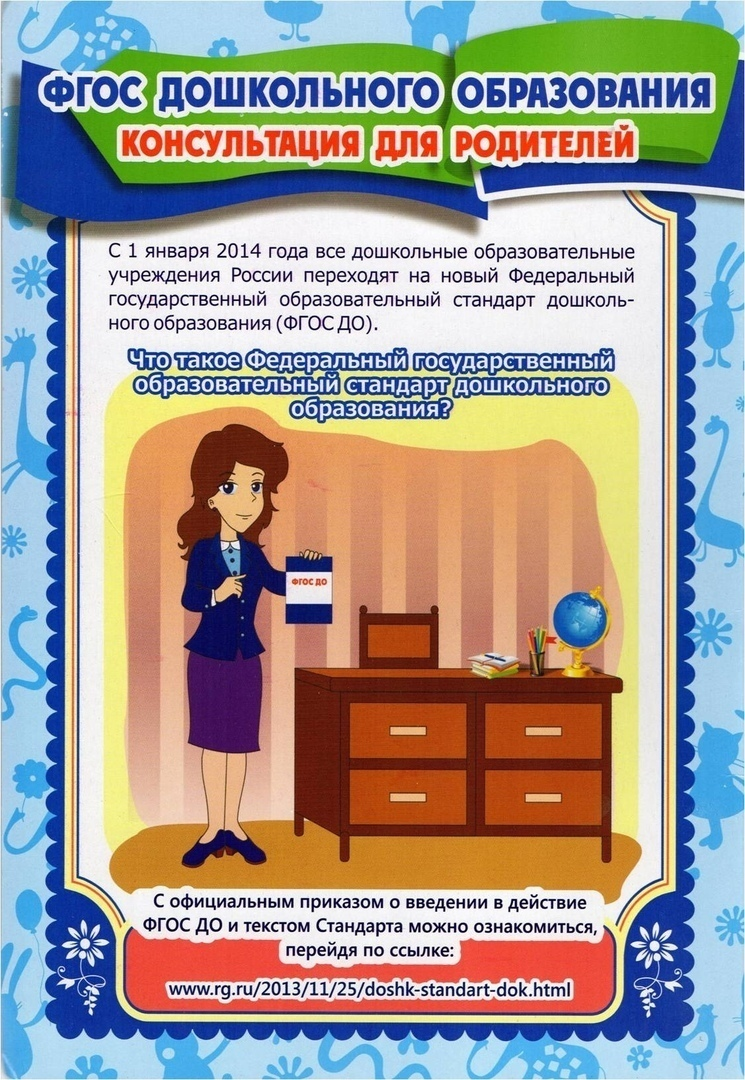 ФГОС ДОШКОЛЬНОГО ОБРАЗОВАНИЯ
КОНСУЛЬТАЦИЯ ДЛЯ РОДИТЕЛЕЙ
С 1 января 2014 года все дошкольные образовательные
учреждения России переходят на новый Федеральный
государственный образовательный стандарт дошколь-
ного образования (ФГОС ДО).
Что такое Федеральный государственный
образовательный стандарт дошкольного
образования?
ФГОС ДО
С официальным приказом о введении в действие
ФГОС ДО и текстом Стандарта можно ознакомиться,
перейдя по ссылке:
www.rg.ru/2013/11/25/doshk-standart-dok.html